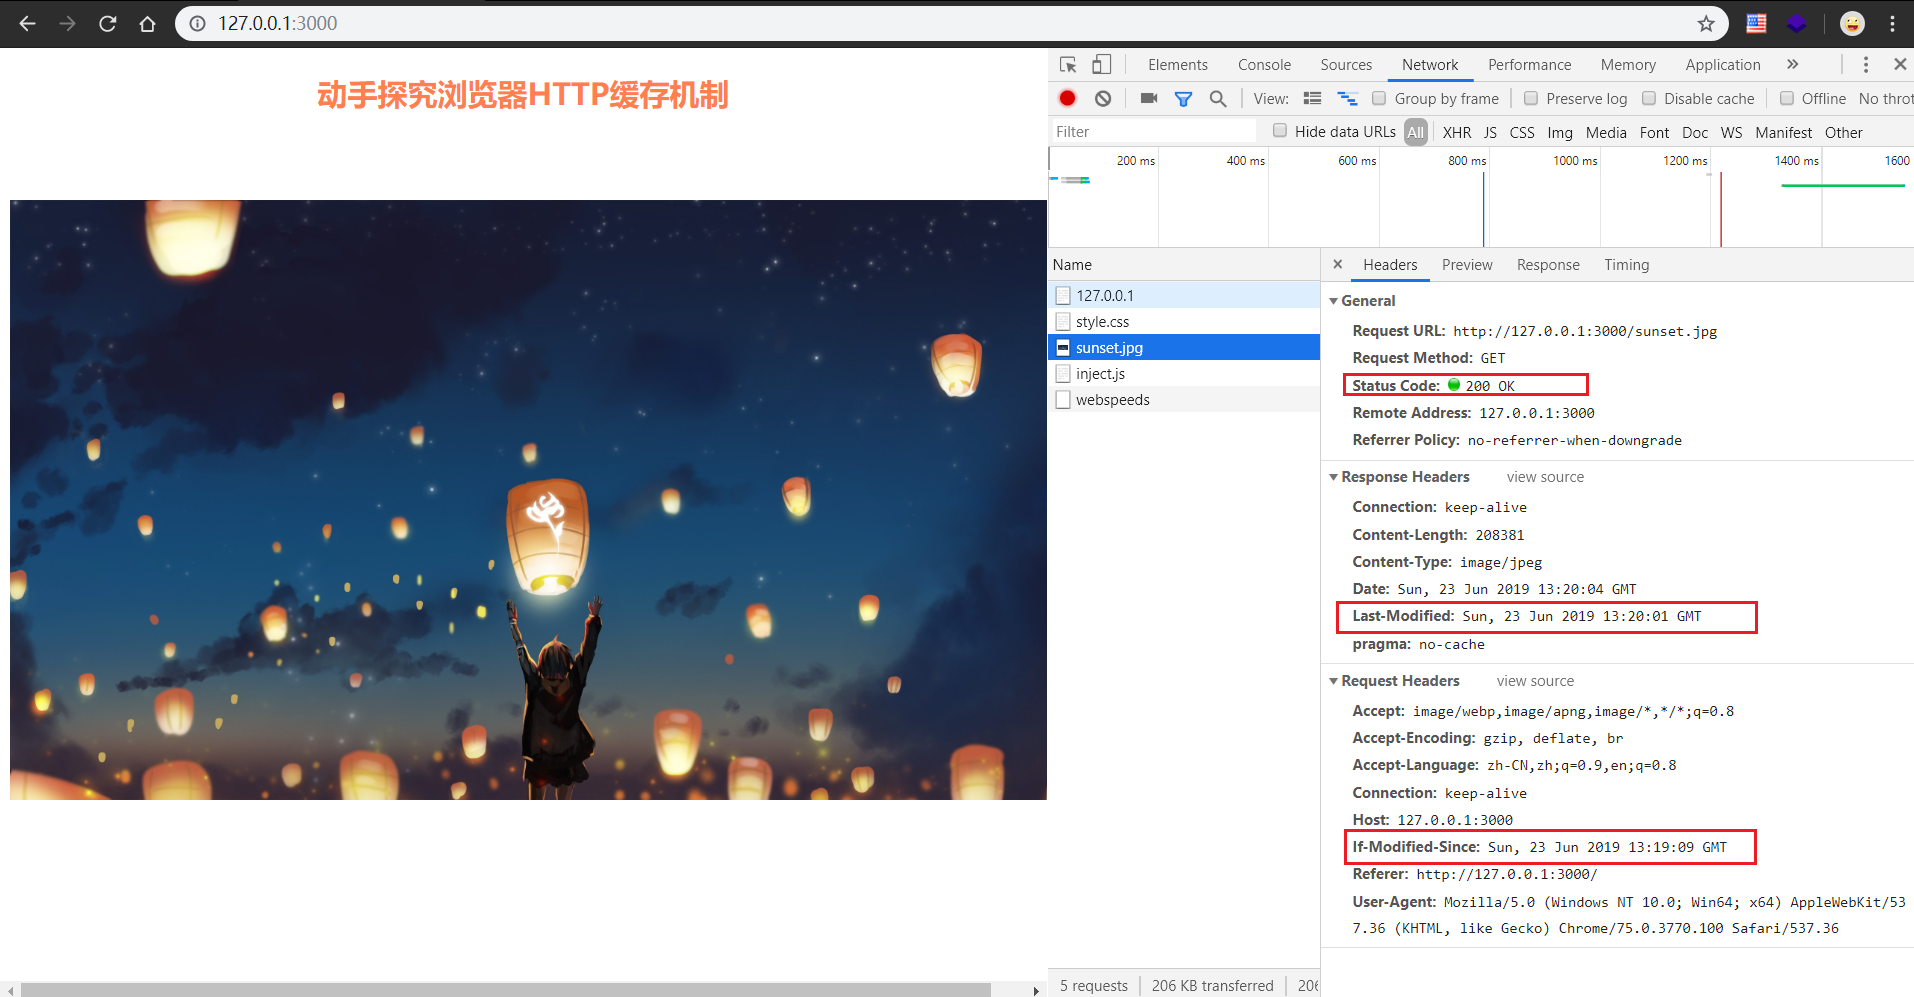 127.0.0.1:3000
动手探究浏览器HTTP缓存机制
Elements Console Sources Network Performance Memory Application »
View: Group by frame Preserve log Disable cache Offline No throt
Filter Hide data URLs All XHR JS CSS Img Media Font Doc WS Manifest Other
200 ms 400 ms 600 ms 800 ms 1000 ms 1200 ms 1400 ms 1600
Name
127.0.0.1
style.css
sunset.jpg
inject.js
webspeeds
× Headers Preview Response Timing
General
Request URL: http://127.0.0.1:3000/sunset.jpg
Request Method: GET
Status Code: 200 OK
Remote Address: 127.0.0.1:3000
Referrer Policy: no-referrer-when-downgrade
Response Headers view source
Connection: keep-alive
Content-Length: 208381
Content-Type: image/jpeg
Date: Sun, 23 Jun 2019 13:20:04 GMT
Last-Modified: Sun, 23 Jun 2019 13:20:01 GMT
pragma: no-cache
Request Headers view source
Accept: image/webp,image/apng,image/*,*/*;q=0.8
Accept-Encoding: gzip, deflate, br
Accept-Language: zh-CN,zh;q=0.9,en;q=0.8
Connection: keep-alive
Host: 127.0.0.1:3000
If-Modified-Since: Sun, 23 Jun 2019 13:19:09 GMT
Referer: http://127.0.0.1:3000/
User-Agent: Mozilla/5.0 (Windows NT 10.0; Win64; x64) AppleWebKit/53
7.36 (KHTML, like Gecko) Chrome/75.0.3770.100 Safari/537.36
5 requests 206 KB transferred 206